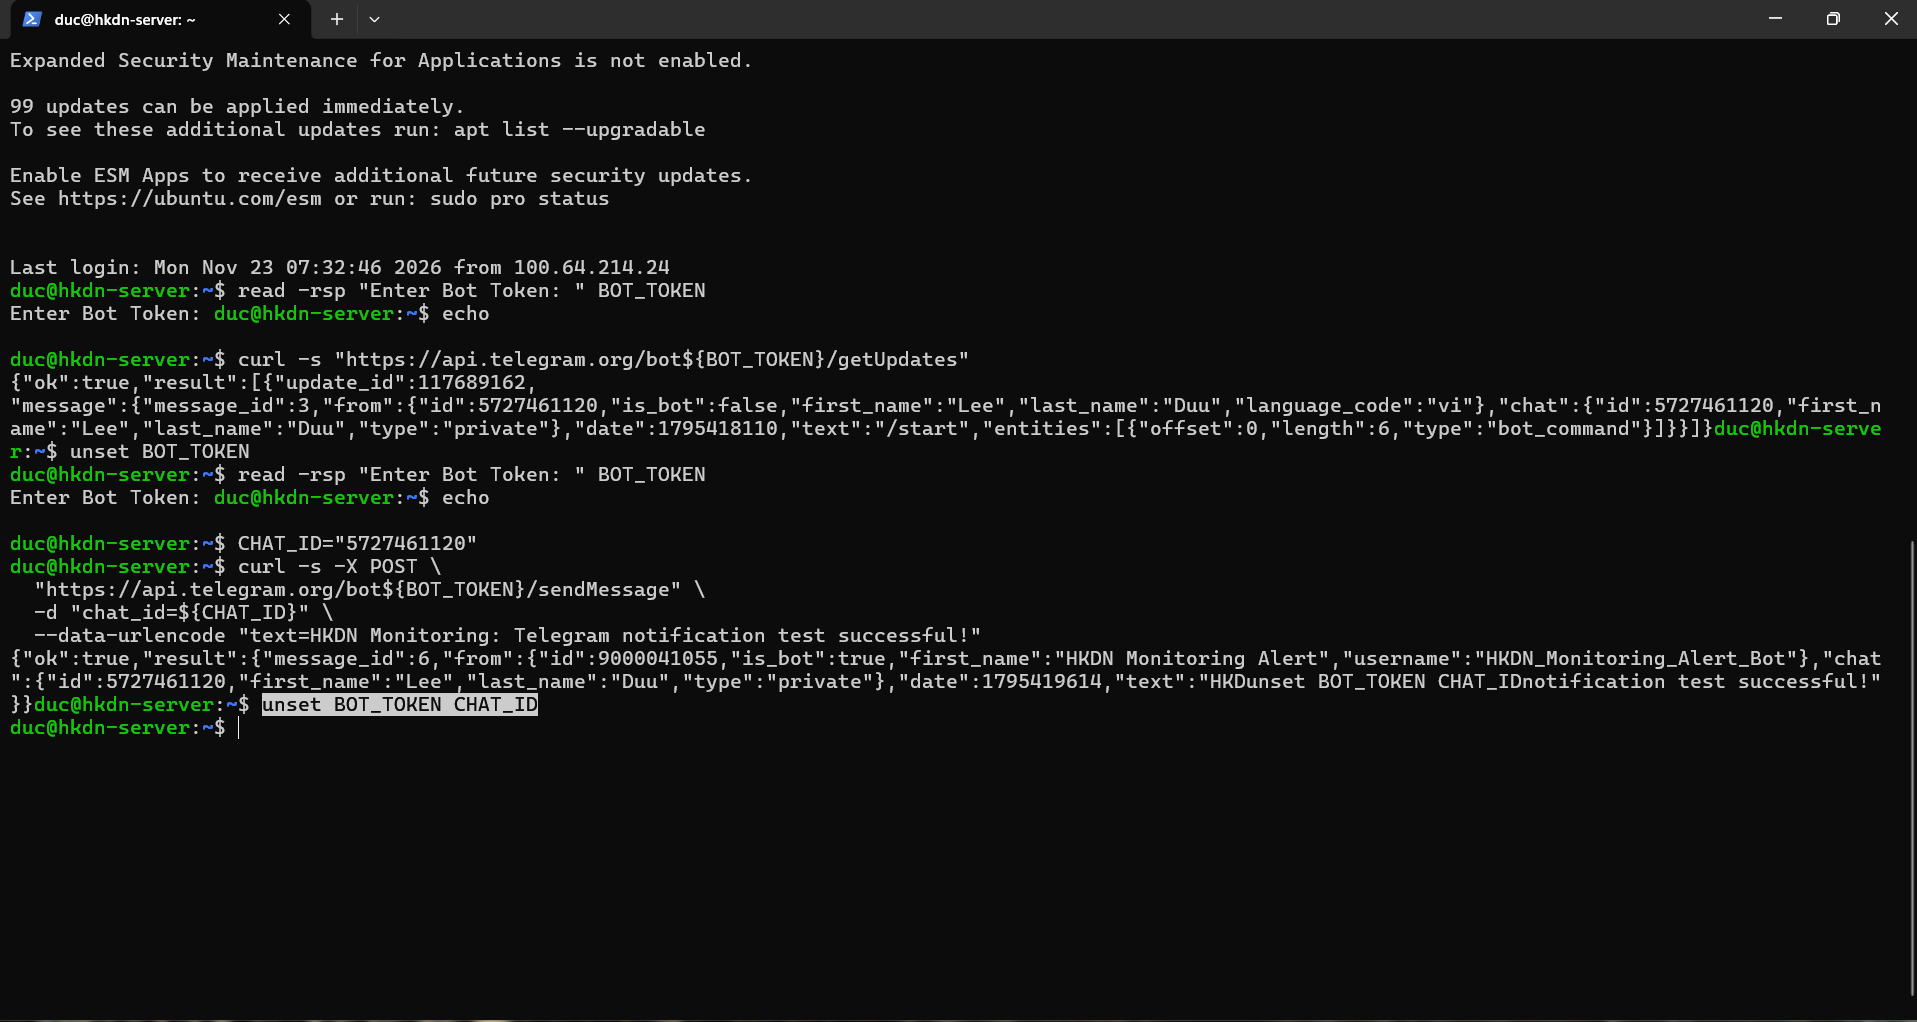 duc@hkdn-server: ~
Expanded Security Maintenance for Applications is not enabled.
99 updates can be applied immediately.
To see these additional updates run: apt list --upgradable
Enable ESM Apps to receive additional future security updates.
See https://ubuntu.com/esm or run: sudo pro status
Last login: Mon Nov 23 07:32:46 2026 from 100.64.214.24
duc@hkdn-server:~$ read -rsp "Enter Bot Token: " BOT_TOKEN
Enter Bot Token: duc@hkdn-server:~$ echo
duc@hkdn-server:~$ curl -s "https://api.telegram.org/bot${BOT_TOKEN}/getUpdates"
{"ok":true,"result":[{"update_id":117689162,
"message":{"message_id":3,"from":{"id":5727461120,"is_bot":false,"first_name":"Lee","last_name":"Duu","language_code":"vi"},"chat":{"id":5727461120,"first_n
ame":"Lee","last_name":"Duu","type":"private"},"date":1795418110,"text":"/start","entities":[{"offset":0,"length":6,"type":"bot_command"}]}}]}duc@hkdn-serve
r:~$ unset BOT_TOKEN
duc@hkdn-server:~$ read -rsp "Enter Bot Token: " BOT_TOKEN
Enter Bot Token: duc@hkdn-server:~$ echo
duc@hkdn-server:~$ CHAT_ID="5727461120"
duc@hkdn-server:~$ curl -s -X POST \
"https://api.telegram.org/bot${BOT_TOKEN}/sendMessage" \
-d "chat_id=${CHAT_ID}" \
--data-urlencode "text=HKDN Monitoring: Telegram notification test successful!"
{"ok":true,"result":{"message_id":6,"from":{"id":9000041055,"is_bot":true,"first_name":"HKDN Monitoring Alert","username":"HKDN_Monitoring_Alert_Bot"},"chat
":{"id":5727461120,"first_name":"Lee","last_name":"Duu","type":"private"},"date":1795419614,"text":"HKDunset BOT_TOKEN CHAT_IDnotification test successful!"
}}duc@hkdn-server:~$ unset BOT_TOKEN CHAT_ID
duc@hkdn-server:~$